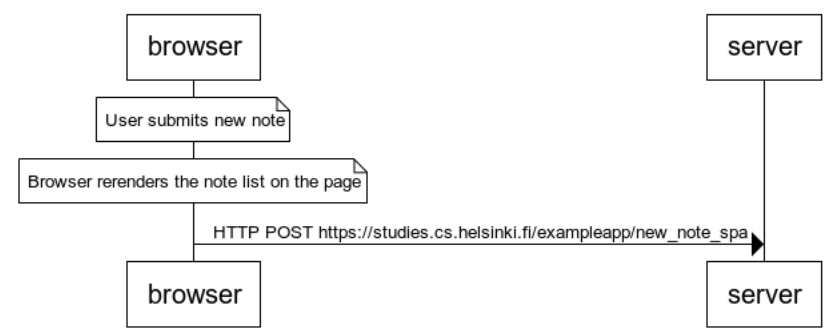 browser server
User submits new note
Browser rerenders the note list on the page
HTTP POST https://studies.cs.helsinki.fi/exampleapp/new_note_spa
browser server